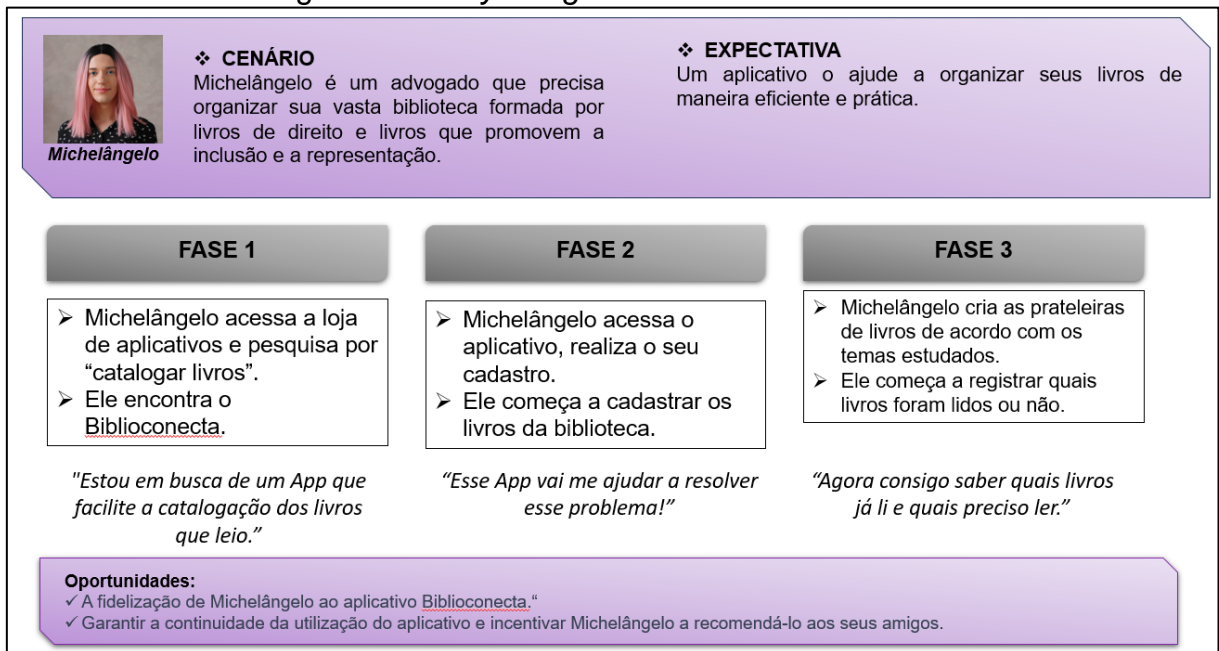 ❖ CENÁRIO
Michelângelo é um advogado que precisa
organizar sua vasta biblioteca formada por
livros de direito e livros que promovem a
inclusão e a representação.
Michelângelo
❖ EXPECTATIVA
Um aplicativo o ajude a organizar seus livros de
maneira eficiente e prática.
FASE 1
➢ Michelângelo acessa a loja
de aplicativos e pesquisa por
“catalogar livros”.
➢ Ele encontra o
Biblioconecta.
"Estou em busca de um App que
facilite a catalogação dos livros
que leio.”
FASE 2
➢ Michelângelo acessa o
aplicativo, realiza o seu
cadastro.
➢ Ele começa a cadastrar os
livros da biblioteca.
“Esse App vai me ajudar a resolver
esse problema!”
FASE 3
➢ Michelângelo cria as prateleiras
de livros de acordo com os
temas estudados.
➢ Ele começa a registrar quais
livros foram lidos ou não.
“Agora consigo saber quais livros
já li e quais preciso ler.”
Oportunidades:
✓ A fidelização de Michelângelo ao aplicativo Biblioconecta.“
✓ Garantir a continuidade da utilização do aplicativo e incentivar Michelângelo a recomendá-lo aos seus amigos.